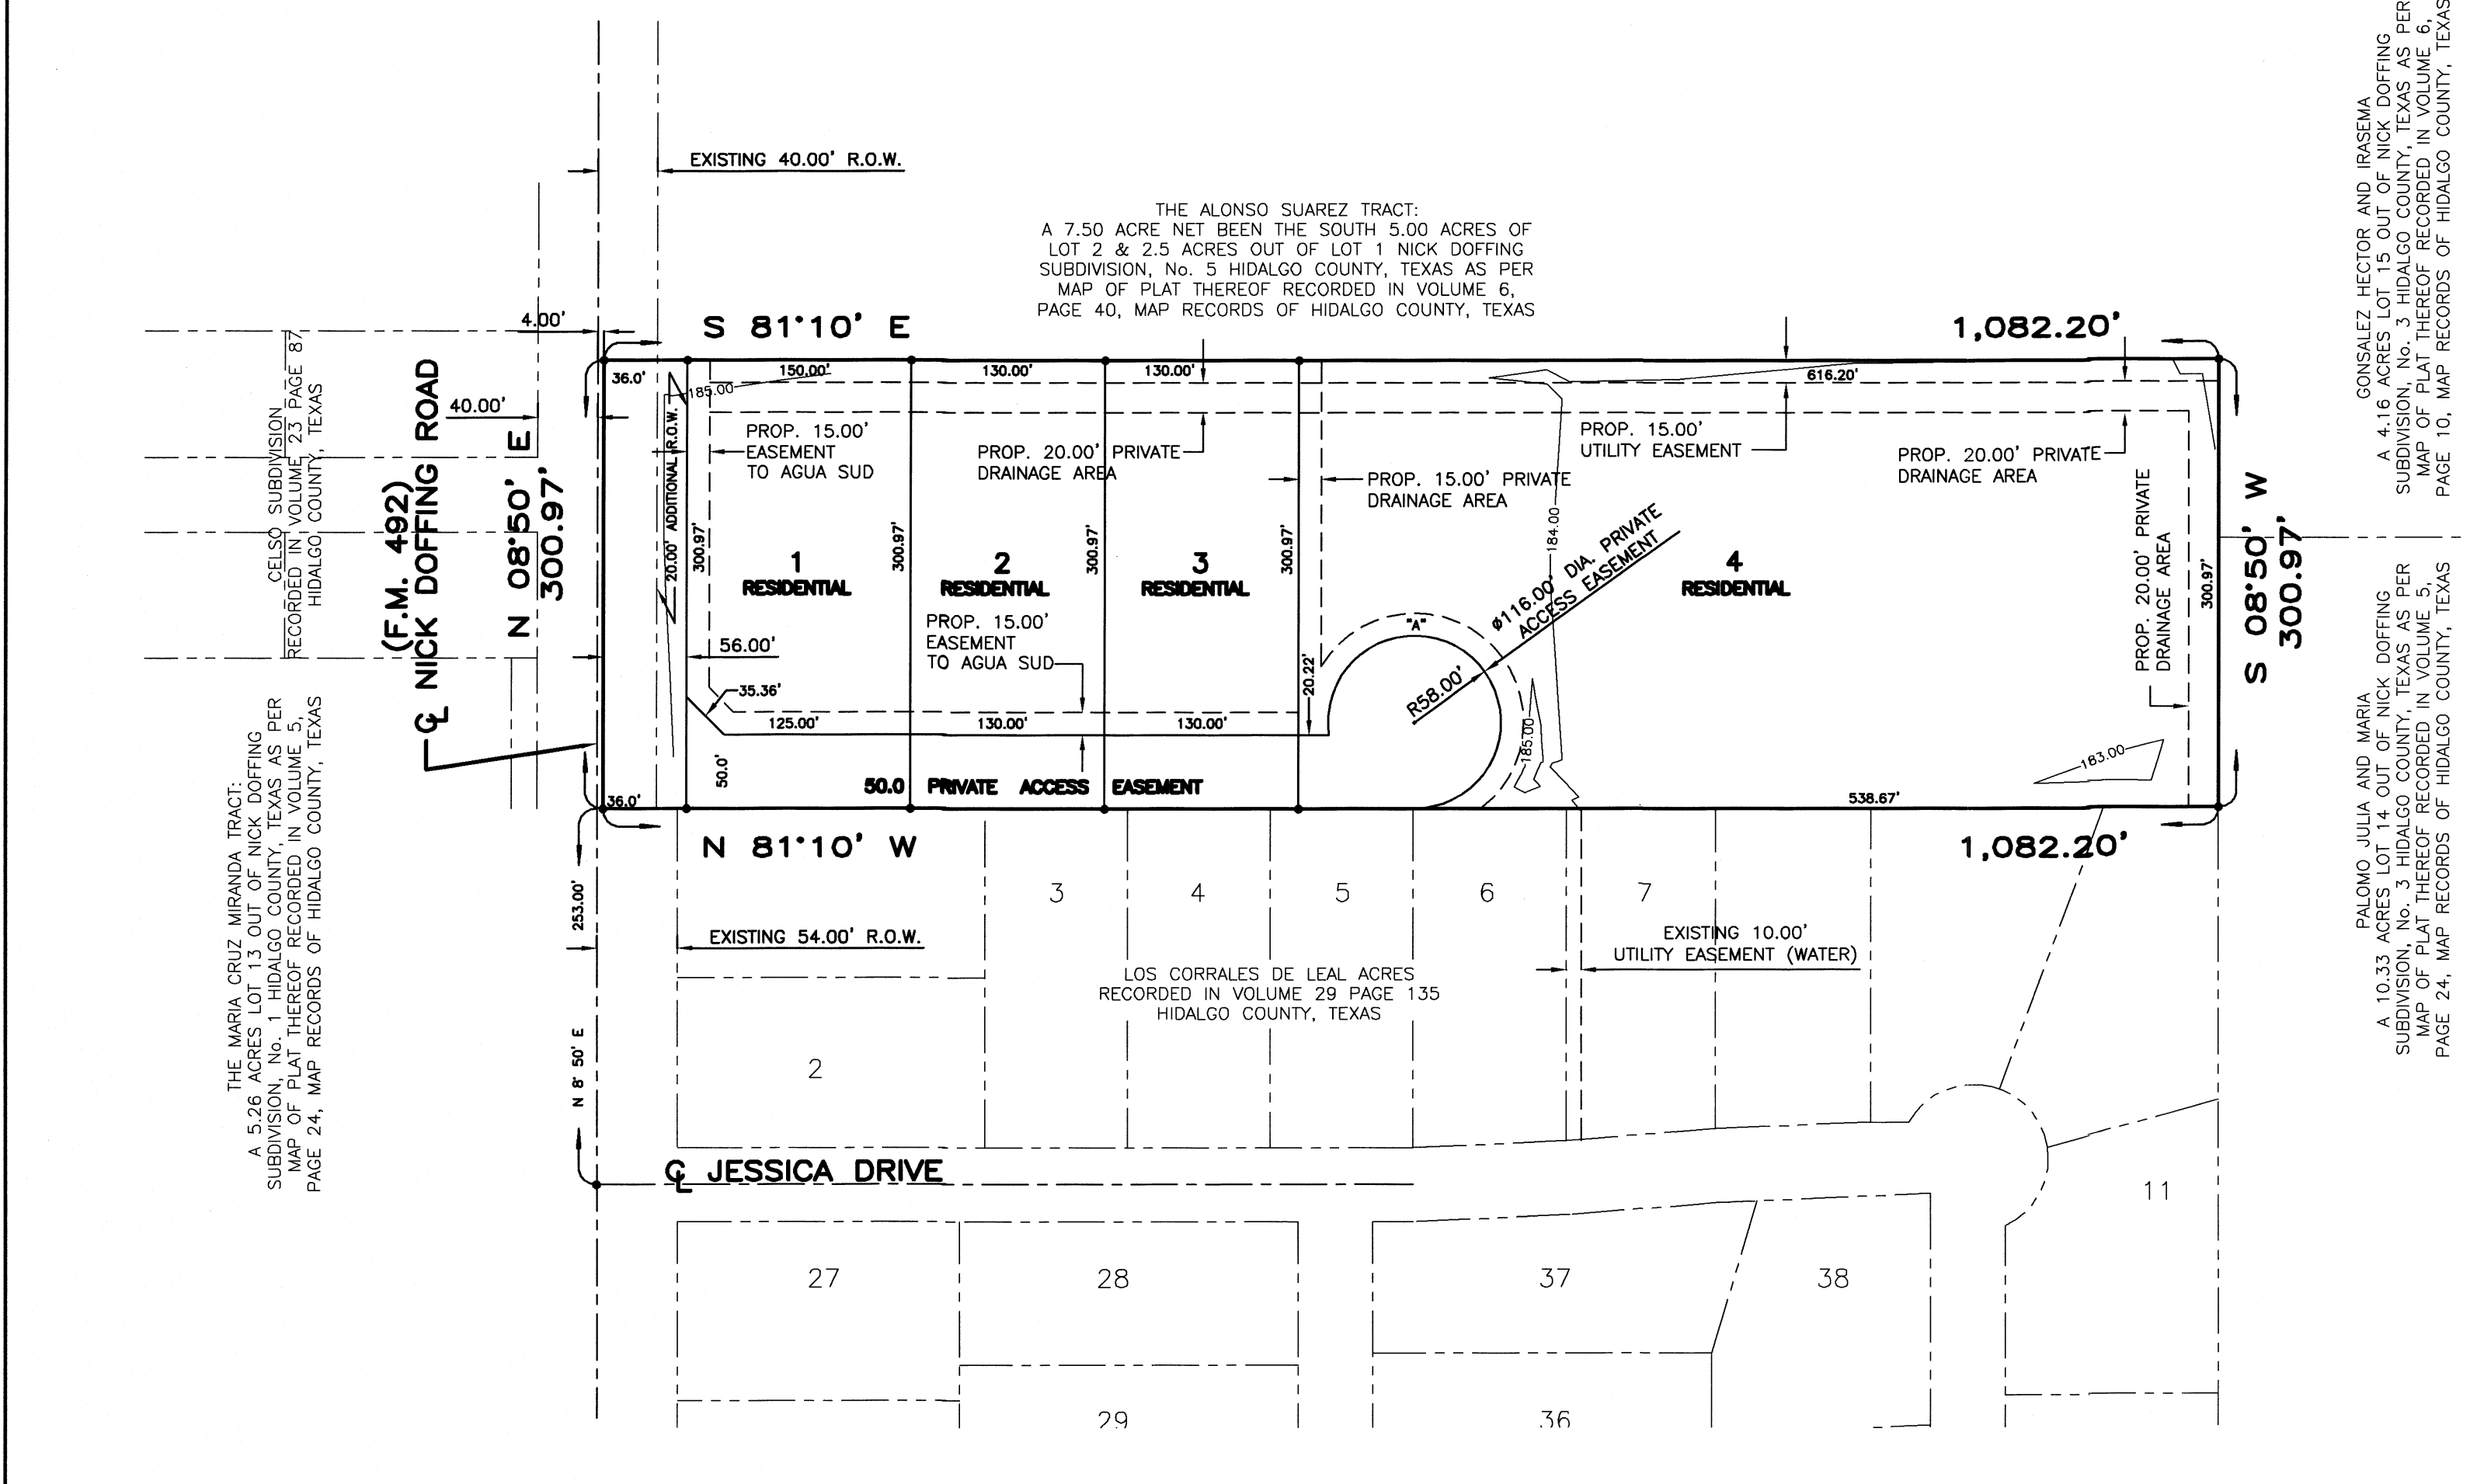 EXISTING 40.00' R.O.W.
THE ALONSO SUAREZ TRACT:
A 7.50 ACRE NET BEEN THE SOUTH 5.00 ACRES OF
LOT 2 & 2.5 ACRES OUT OF LOT 1 NICK DOFFING
SUBDIVISION, No. 5 HIDALGO COUNTY, TEXAS AS PER
MAP OF PLAT THEREOF RECORDED IN VOLUME 6,
PAGE 40, MAP RECORDS OF HIDALGO COUNTY, TEXAS
GONSALEZ HECTOR AND IRASEMA
A 4.16 ACRES LOT 15 OUT OF NICK DOFFING
SUBDIVISION, No. 3 HIDALGO COUNTY, TEXAS AS PER
MAP OF PLAT THEREOF RECORDED IN VOLUME 6,
PAGE 10, MAP RECORDS OF HIDALGO COUNTY, TEXAS
4.00'
S 81°10' E
1,082.20'
36.0'
150.00'
130.00'
130.00'
616.20'
185.00
40.00'
CELSO SUBDIVISION
RECORDED IN VOLUME 23 PAGE 87
HIDALGO COUNTY, TEXAS
(F.M. 492)
℄ NICK DOFFING ROAD
N 08°50' E
300.97'
20.00' ADDITIONAL R.O.W.
PROP. 15.00'
EASEMENT
TO AGUA SUD
PROP. 20.00' PRIVATE
DRAINAGE AREA
PROP. 15.00' PRIVATE
DRAINAGE AREA
PROP. 15.00'
UTILITY EASEMENT
PROP. 20.00' PRIVATE
DRAINAGE AREA
PROP. 20.00' PRIVATE
DRAINAGE AREA
300.97'
300.97'
300.97'
300.97'
300.97'
184.00
S 08°50' W
300.97'
1
RESIDENTIAL
2
RESIDENTIAL
3
RESIDENTIAL
4
RESIDENTIAL
PROP. 15.00'
EASEMENT
TO AGUA SUD
ø116.00' DIA. PRIVATE
ACCESS EASEMENT
"A"
R58.00'
56.00'
35.36'
20.22'
125.00'
130.00'
130.00'
185.00
183.00
50.0'
50.0 PRIVATE ACCESS EASEMENT
36.0'
538.67'
N 81°10' W
1,082.20'
THE MARIA CRUZ MIRANDA TRACT:
A 5.26 ACRES LOT 13 OUT OF NICK DOFFING
SUBDIVISION, No. 1 HIDALGO COUNTY, TEXAS AS PER
MAP OF PLAT THEREOF RECORDED IN VOLUME 5,
PAGE 24, MAP RECORDS OF HIDALGO COUNTY, TEXAS
PALOMO JULIA AND MARIA
A 10.33 ACRES LOT 14 OUT OF NICK DOFFING
SUBDIVISION, No. 3 HIDALGO COUNTY, TEXAS AS PER
MAP OF PLAT THEREOF RECORDED IN VOLUME 5,
PAGE 24, MAP RECORDS OF HIDALGO COUNTY, TEXAS
253.00'
N 8° 50' E
3
4
5
6
7
EXISTING 54.00' R.O.W.
EXISTING 10.00'
UTILITY EASEMENT (WATER)
LOS CORRALES DE LEAL ACRES
RECORDED IN VOLUME 29 PAGE 135
HIDALGO COUNTY, TEXAS
2
℄ JESSICA DRIVE
11
27
28
37
38
29
36